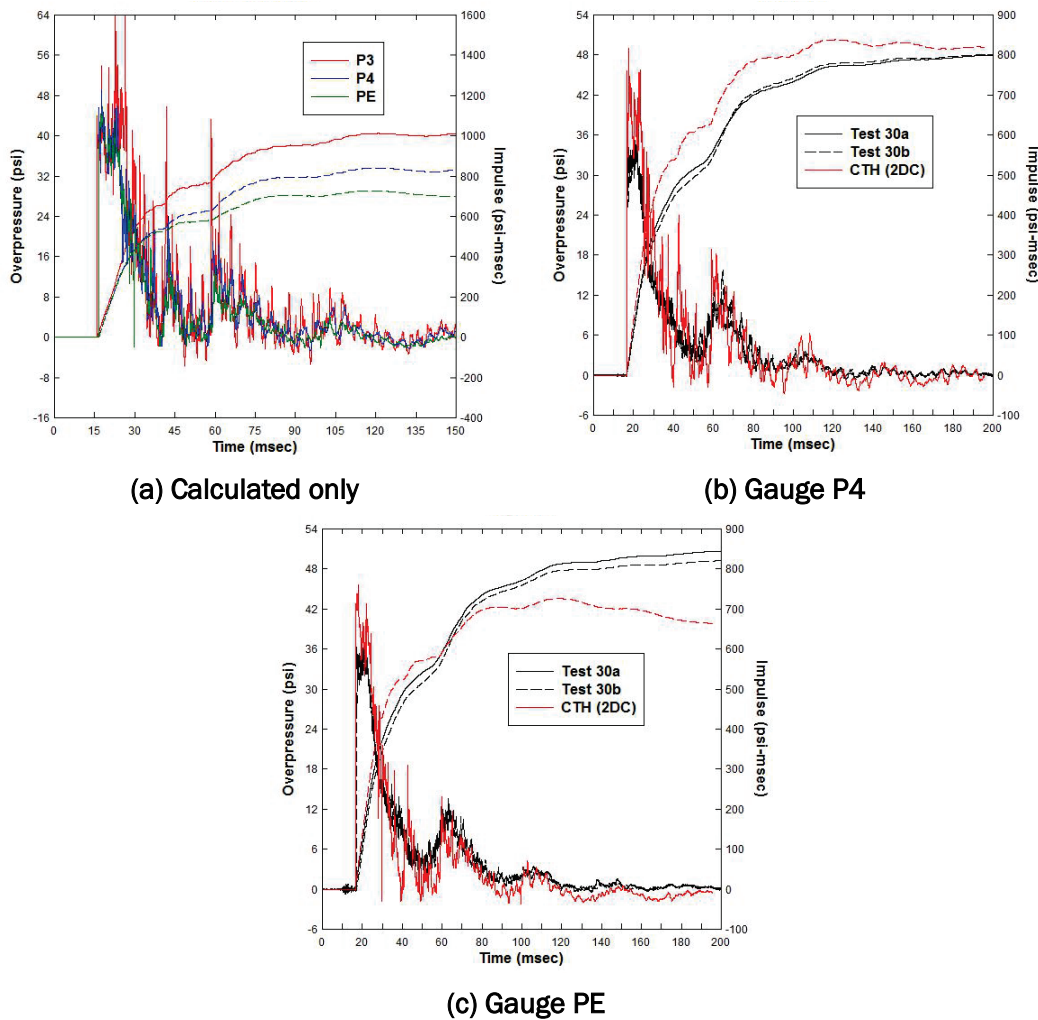 64
56
48
40
32
24
16
8
0
-8
-16
Overpressure (psi)
1600
1400
1200
1000
800
600
400
200
0
-200
-400
Impulse (psi-msec)
P3
P4
PE
0 15 30 45 60 75 90 105 120 135 150
Time (msec)
(a) Calculated only
54
48
42
36
30
24
18
12
6
0
-6
Overpressure (psi)
900
800
700
600
500
400
300
200
100
0
-100
Impulse (psi-msec)
Test 30a
Test 30b
CTH (2DC)
0 20 40 60 80 100 120 140 160 180 200
Time (msec)
(b) Gauge P4
54
48
42
36
30
24
18
12
6
0
-6
Overpressure (psi)
900
800
700
600
500
400
300
200
100
0
-100
Impulse (psi-msec)
Test 30a
Test 30b
CTH (2DC)
0 20 40 60 80 100 120 140 160 180 200
Time (msec)
(c) Gauge PE